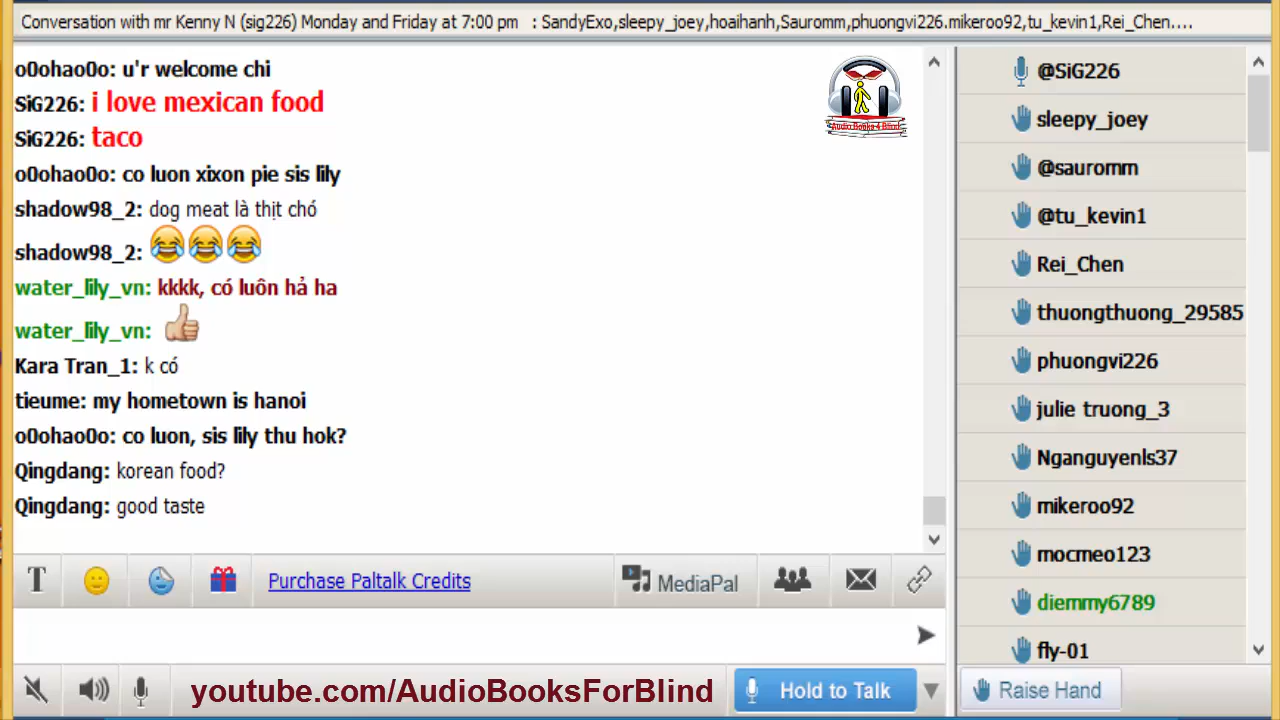 Conversation with mr Kenny N (sig226) Monday and Friday at 7:00 pm : SandyExo,sleepy_joey,hoaihanh,Sauromm,phuongvi226.mikeroo92,tu_kevin1,Rei_Chen....
o0ohao0o: u'r welcome chi
SiG226: i love mexican food
SiG226: taco
o0ohao0o: co luon xixon pie sis lily
shadow98_2: dog meat là thịt chó
shadow98_2:
water_lily_vn: kkkk, có luôn hả ha
water_lily_vn:
Kara Tran_1: k có
tieume: my hometown is hanoi
o0ohao0o: co luon, sis lily thu hok?
Qingdang: korean food?
Qingdang: good taste
Audio Books 4 Blind
@SiG226
sleepy_joey
@sauromm
@tu_kevin1
Rei_Chen
thuongthuong_29585
phuongvi226
julie truong_3
Nganguyenls37
mikeroo92
mocmeo123
diemmy6789
fly-01
T
Purchase Paltalk Credits
MediaPal
youtube.com/AudioBooksForBlind
Hold to Talk
Raise Hand